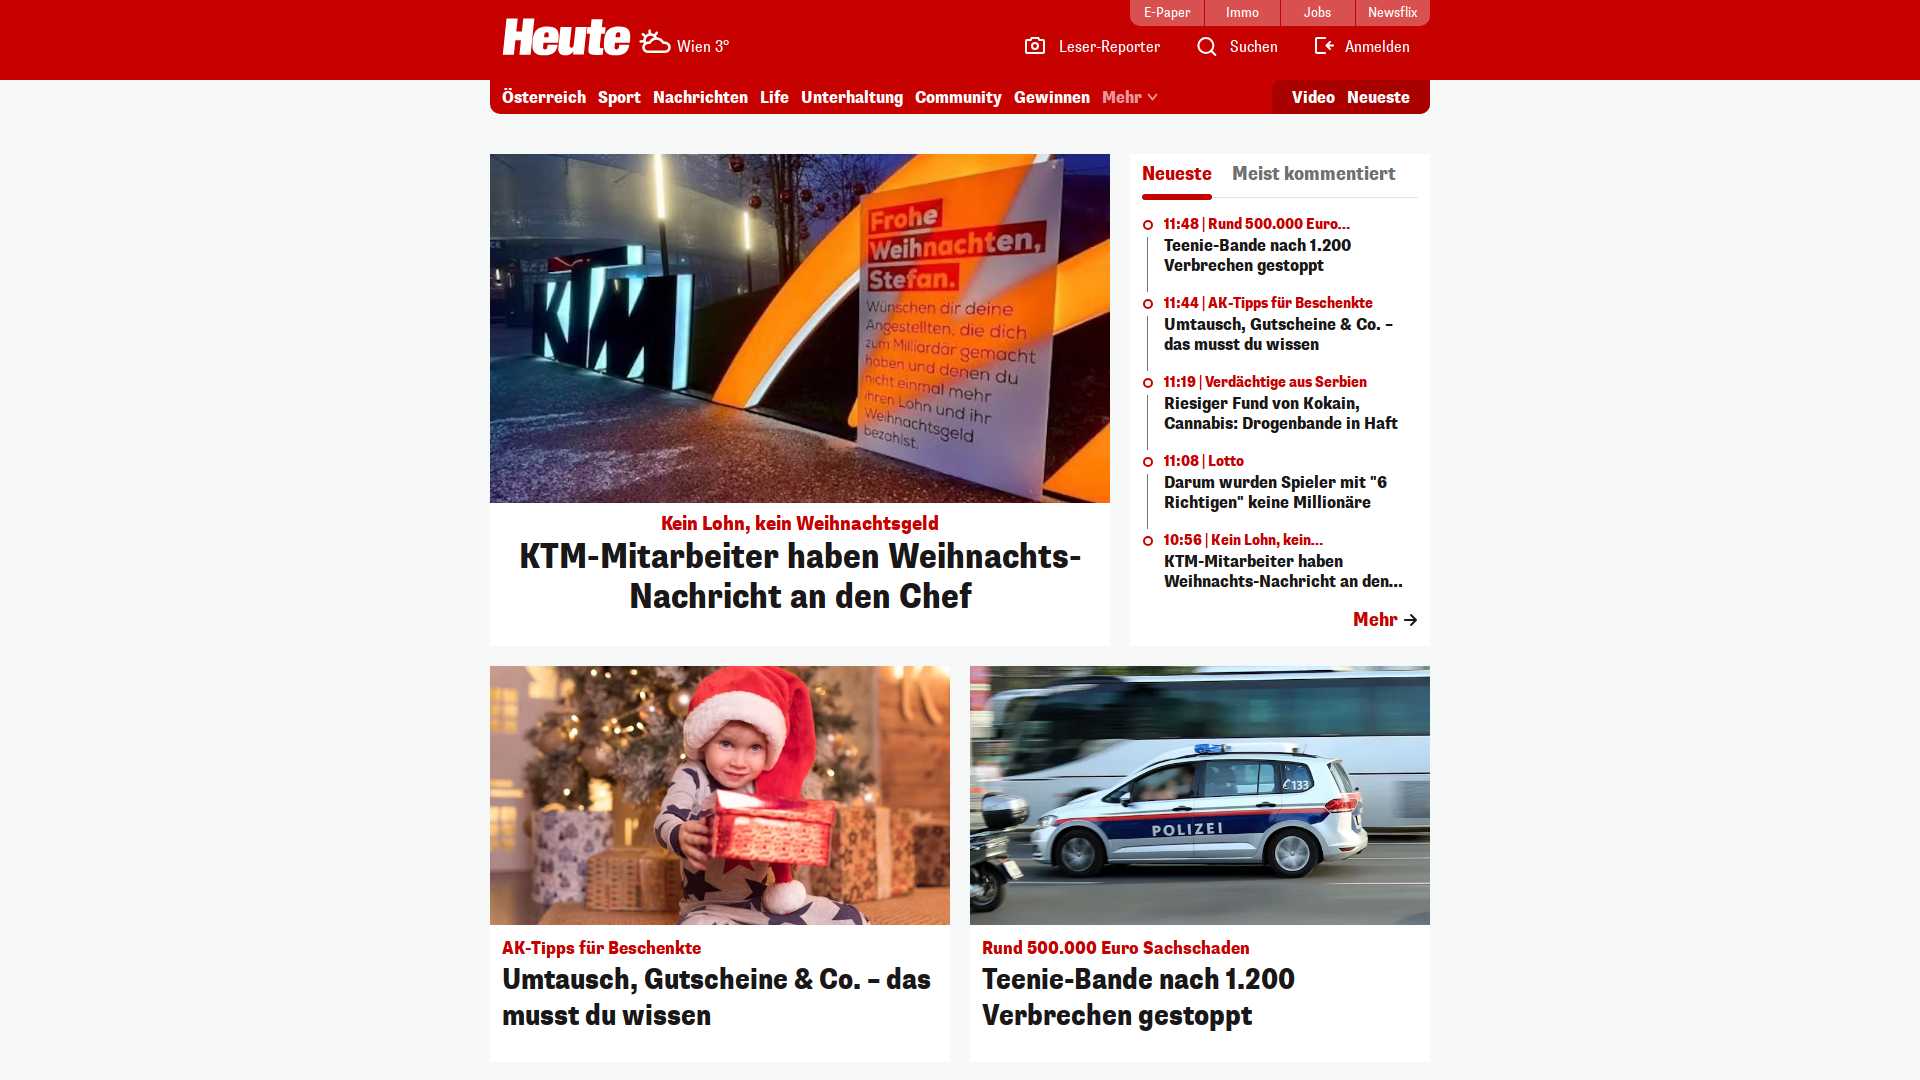 E-Paper
Immo
Jobs
Newsflix
Heute
Wien 3°
Leser-Reporter
Suchen
Anmelden
Österreich
Sport
Nachrichten
Life
Unterhaltung
Community
Gewinnen
Mehr
Video
Neueste
KTM
Frohe
Weihnachten,
Stefan.
Wünschen dir deine
Angestellten, die dich
zum Milliardär gemacht
haben und denen du
nicht einmal mehr
ihren Lohn und ihr
Weihnachtsgeld
bezahlst.
Kein Lohn, kein Weihnachtsgeld
KTM-Mitarbeiter haben Weihnachts-
Nachricht an den Chef
Neueste
Meist kommentiert
11:48 | Rund 500.000 Euro...
Teenie-Bande nach 1.200
Verbrechen gestoppt
11:44 | AK-Tipps für Beschenkte
Umtausch, Gutscheine & Co. –
das musst du wissen
11:19 | Verdächtige aus Serbien
Riesiger Fund von Kokain,
Cannabis: Drogenbande in Haft
11:08 | Lotto
Darum wurden Spieler mit "6
Richtigen" keine Millionäre
10:56 | Kein Lohn, kein...
KTM-Mitarbeiter haben
Weihnachts-Nachricht an den...
Mehr
133
POLIZEI
AK-Tipps für Beschenkte
Umtausch, Gutscheine & Co. – das
musst du wissen
Rund 500.000 Euro Sachschaden
Teenie-Bande nach 1.200
Verbrechen gestoppt